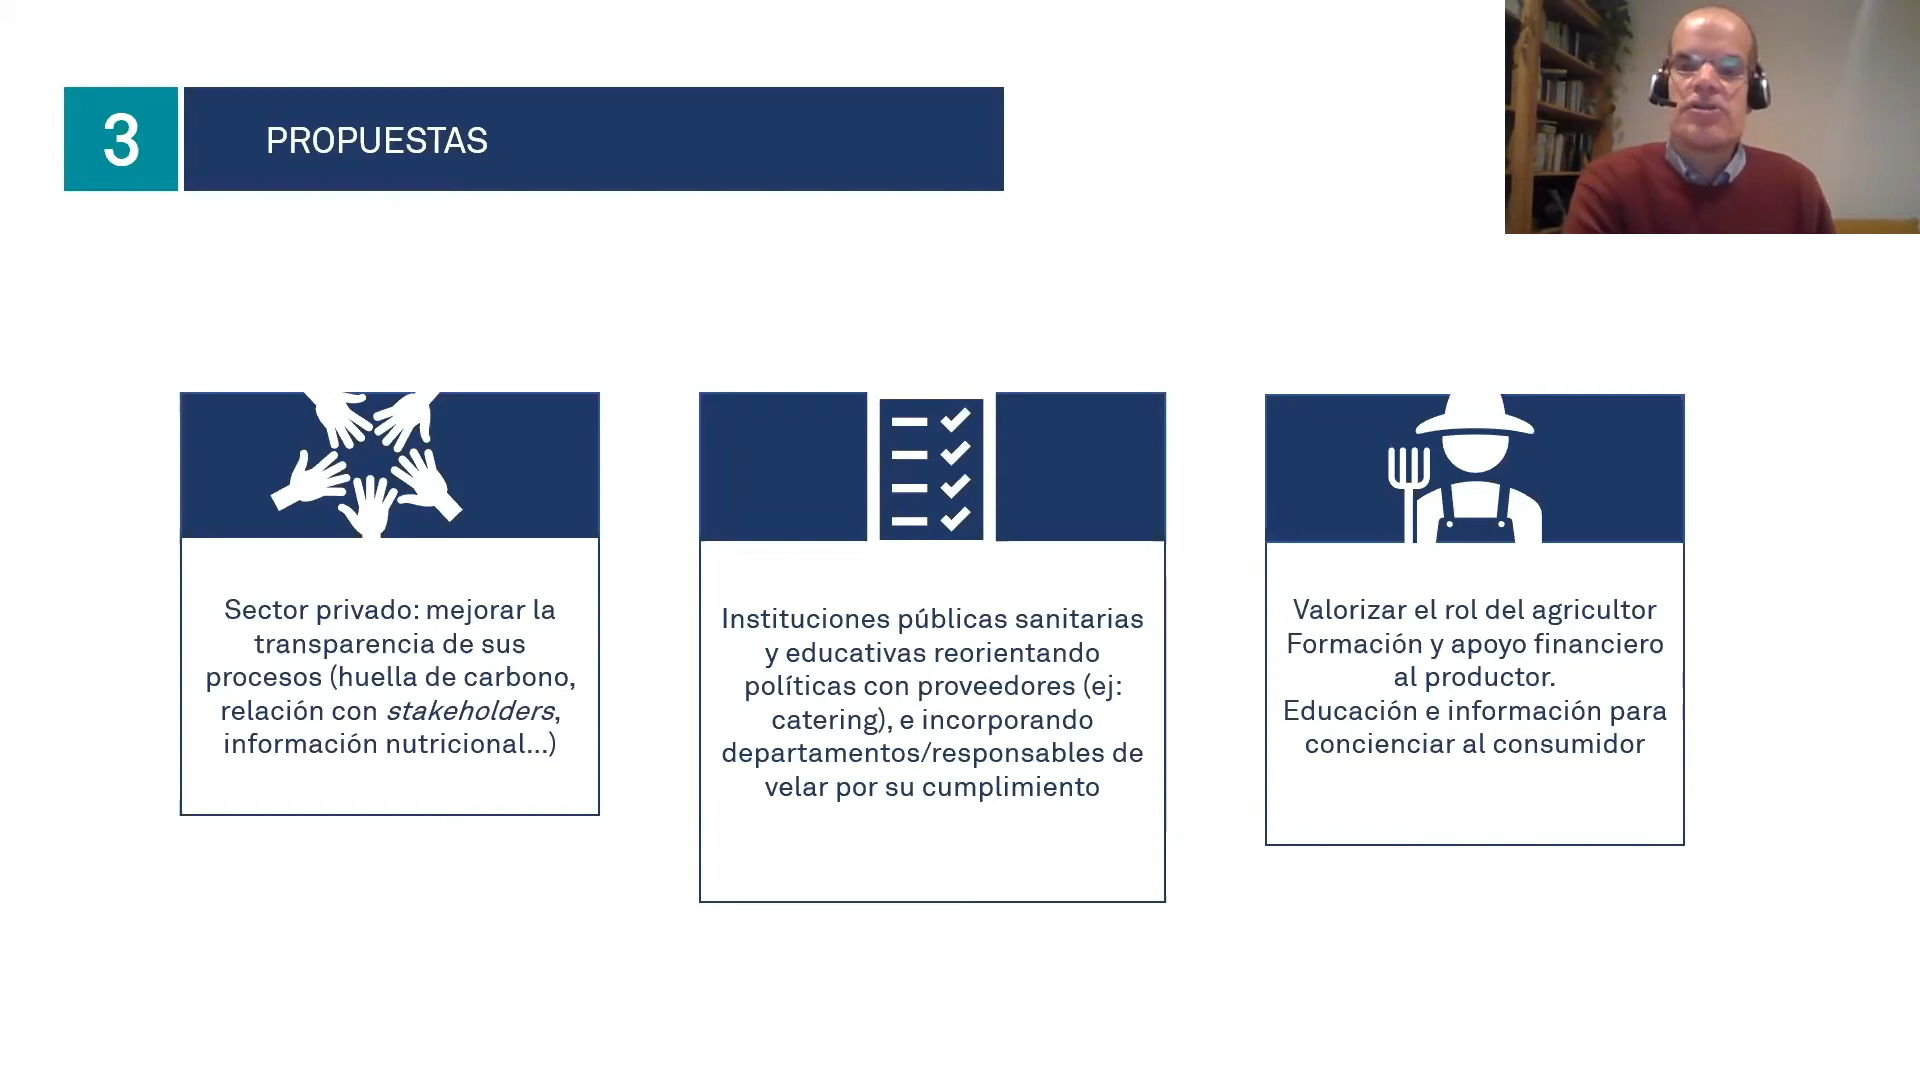 3
PROPUESTAS
Sector privado: mejorar la
transparencia de sus
procesos (huella de carbono,
relación con stakeholders,
información nutricional...)
Instituciones públicas sanitarias
y educativas reorientando
políticas con proveedores (ej:
catering), e incorporando
departamentos/responsables de
velar por su cumplimiento
Valorizar el rol del agricultor
Formación y apoyo financiero
al productor.
Educación e información para
concienciar al consumidor